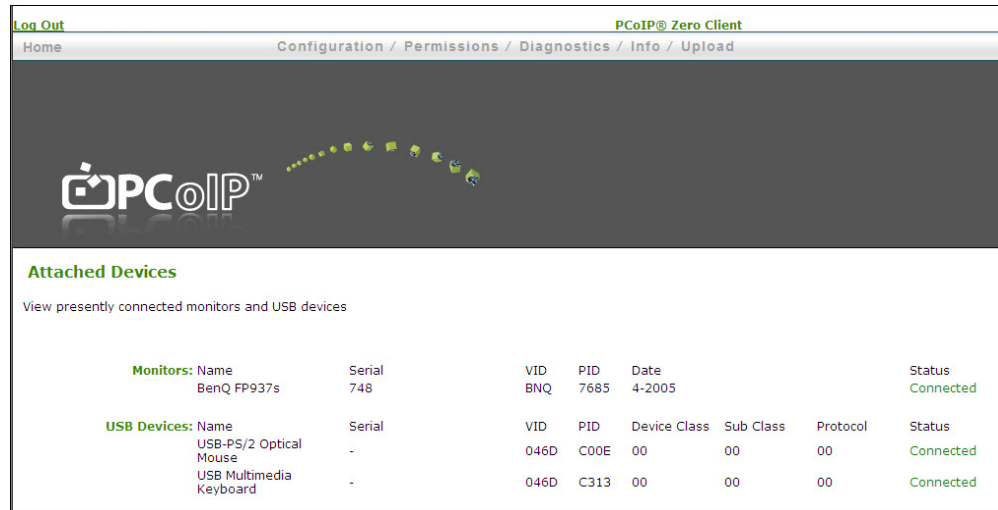 Log Out PCoIP® Zero Client
Home Configuration / Permissions / Diagnostics / Info / Upload
PCoIP™
Attached Devices
View presently connected monitors and USB devices
Monitors: Name Serial VID PID Date Status
BenQ FP937s 748 BNQ 7685 4-2005 Connected
USB Devices: Name Serial VID PID Device Class Sub Class Protocol Status
USB-PS/2 Optical
Mouse - 046D C00E 00 00 00 Connected
USB Multimedia
Keyboard - 046D C313 00 00 00 Connected